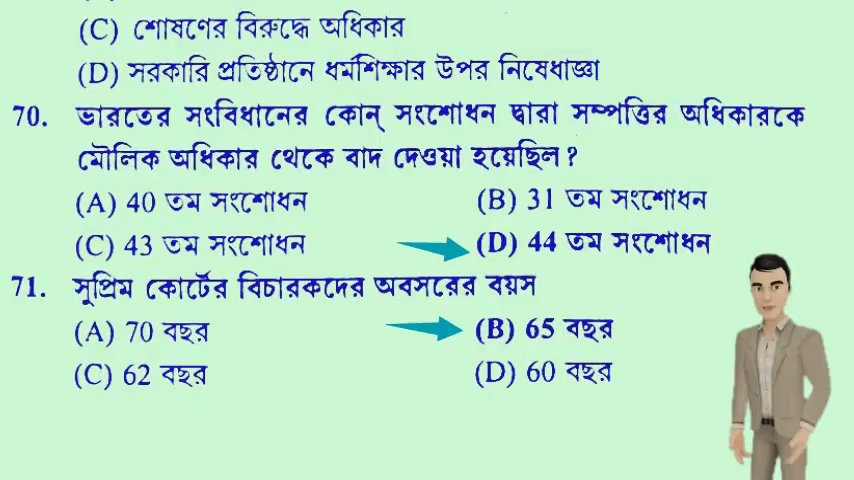 (C) শোষণের বিরুদ্ধে অধিকার
(D) সরকারি প্রতিষ্ঠানে ধর্মশিক্ষার উপর নিষেধাজ্ঞা
70. ভারতের সংবিধানের কোন্ সংশোধন দ্বারা সম্পত্তির অধিকারকে
মৌলিক অধিকার থেকে বাদ দেওয়া হয়েছিল?
(A) 40 তম সংশোধন (B) 31 তম সংশোধন
(C) 43 তম সংশোধন (D) 44 তম সংশোধন
71. সুপ্রিম কোর্টের বিচারকদের অবসরের বয়স
(A) 70 বছর (B) 65 বছর
(C) 62 বছর (D) 60 বছর